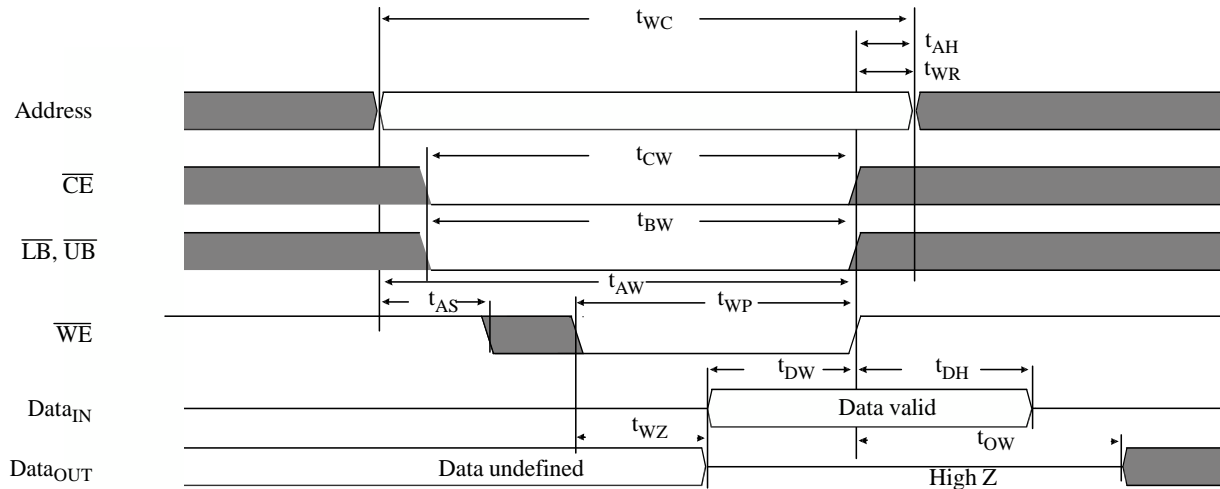 tWC
tAH
tWR
Address
tCW
CE
tBW
LB, UB
tAW
tAS
tWP
WE
tDW
tDH
DataIN
Data valid
tWZ
tOW
DataOUT
Data undefined
High Z